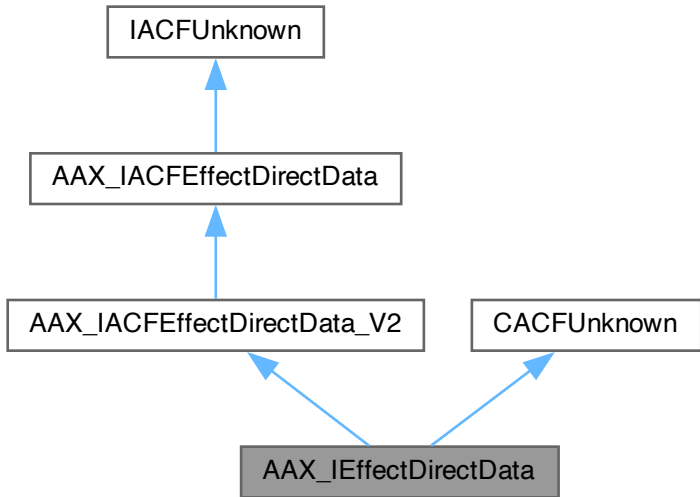 IACFUnknown
AAX_IACFEffectDirectData
AAX_IACFEffectDirectData_V2
CACFUnknown
AAX_IEffectDirectData